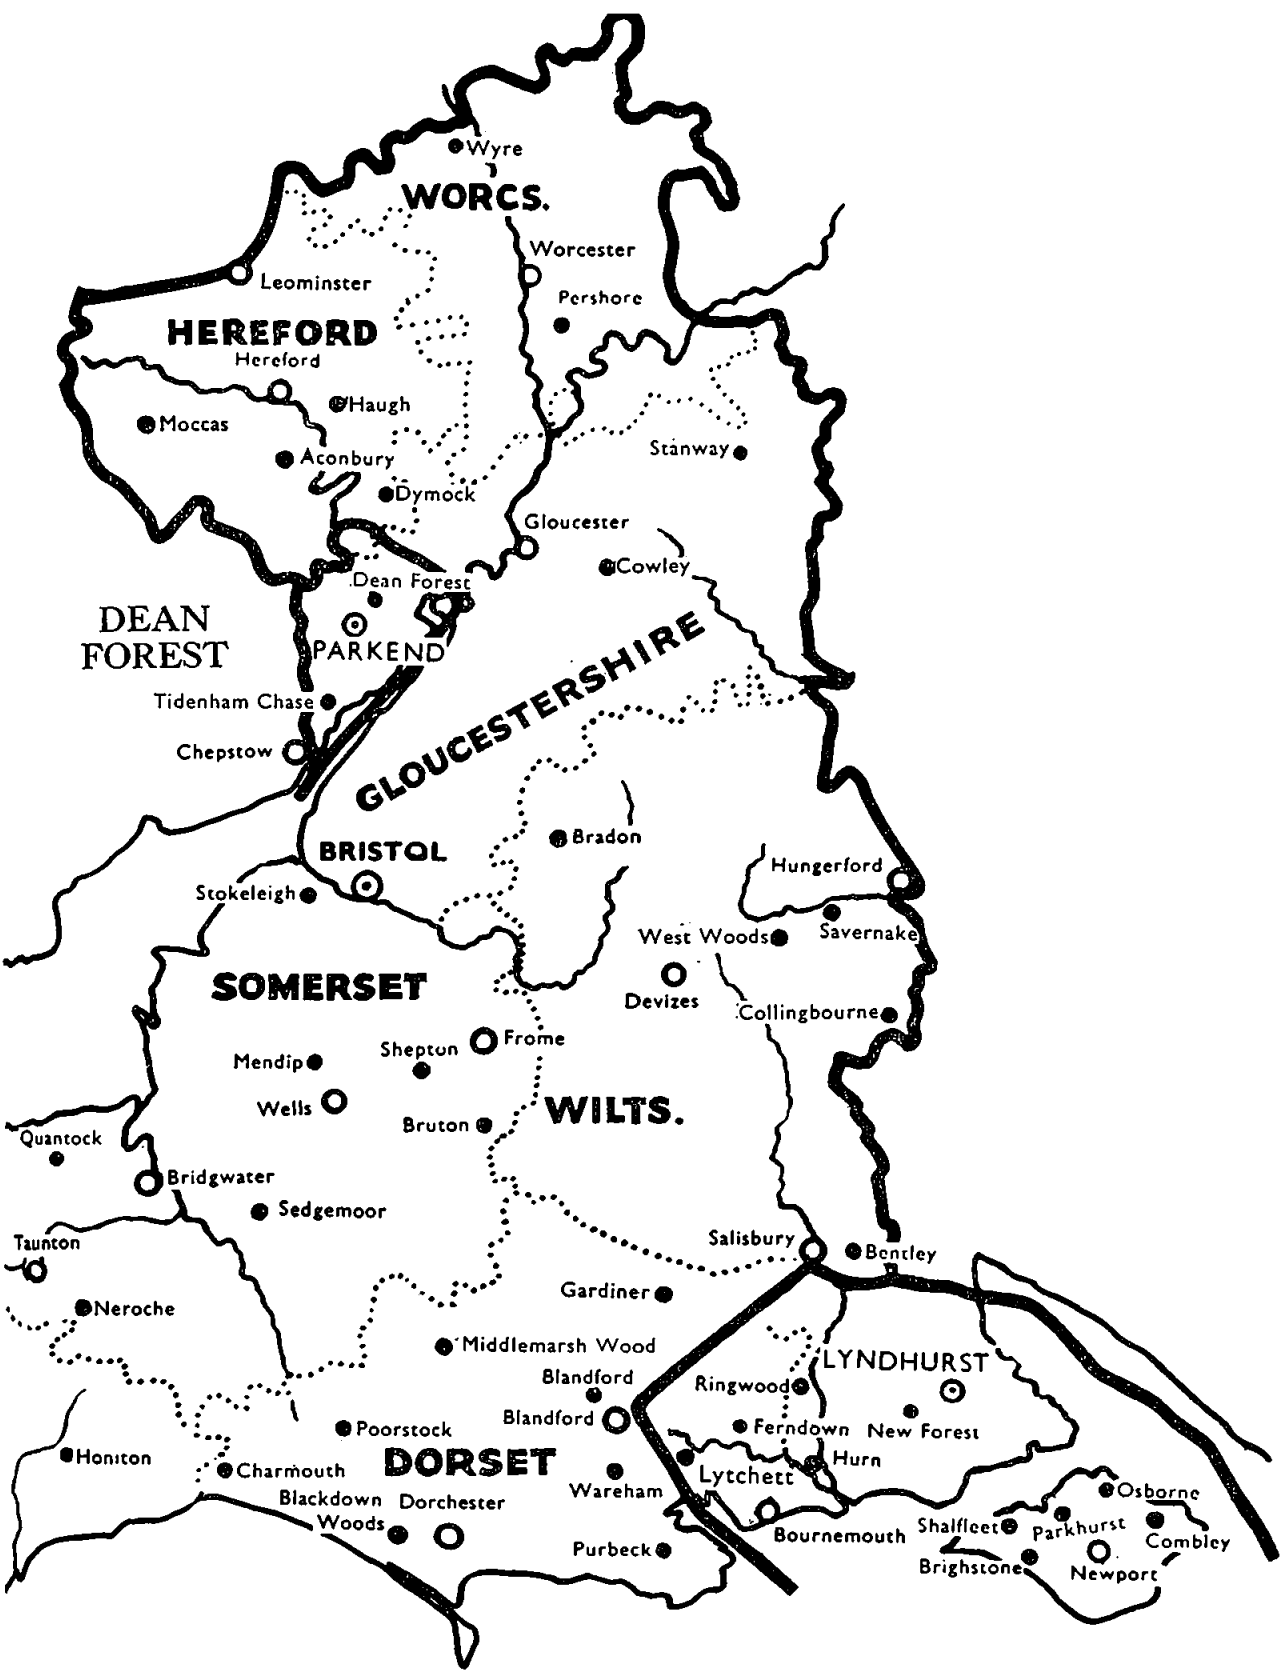 Wyre
WORCS.
Worcester
Leominster
Pershore
HEREFORD
Hereford
Haugh
Moccas
Stanway
Aconbury
Dymock
Gloucester
Cowley
Dean Forest
DEAN
FOREST
PARKEND
GLOUCESTERSHIRE
Tidenham Chase
Chepstow
Bradon
BRISTOL
Hungerford
Stokeleigh
West Woods
Savernake
SOMERSET
Devizes
Collingbourne
Frome
Shepton
Mendip
Wells
WILTS.
Bruton
Quantock
Bridgwater
Sedgemoor
Salisbury
Taunton
Bentley
Gardiner
Neroche
Middlemarsh Wood
LYNDHURST
Blandford
Ringwood
Blandford
Ferndown
New Forest
Poorstock
Honiton
DORSET
Hurn
Charmouth
Lytchett
Wareham
Osborne
Blackdown
Woods
Dorchester
Bournemouth
Shalfleet
Parkhurst
Combley
Purbeck
Brighstone
Newport